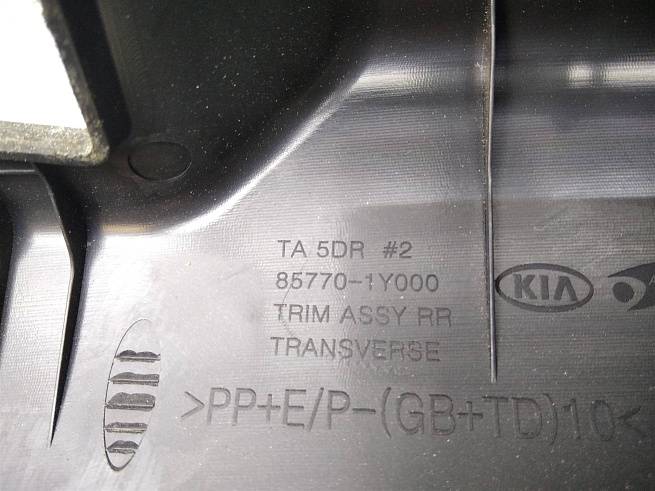 TA 5DR #2
85770-1Y000
TRIM ASSY RR
TRANSVERSE
KIA
>PP+E/P-(GB+TD)10<